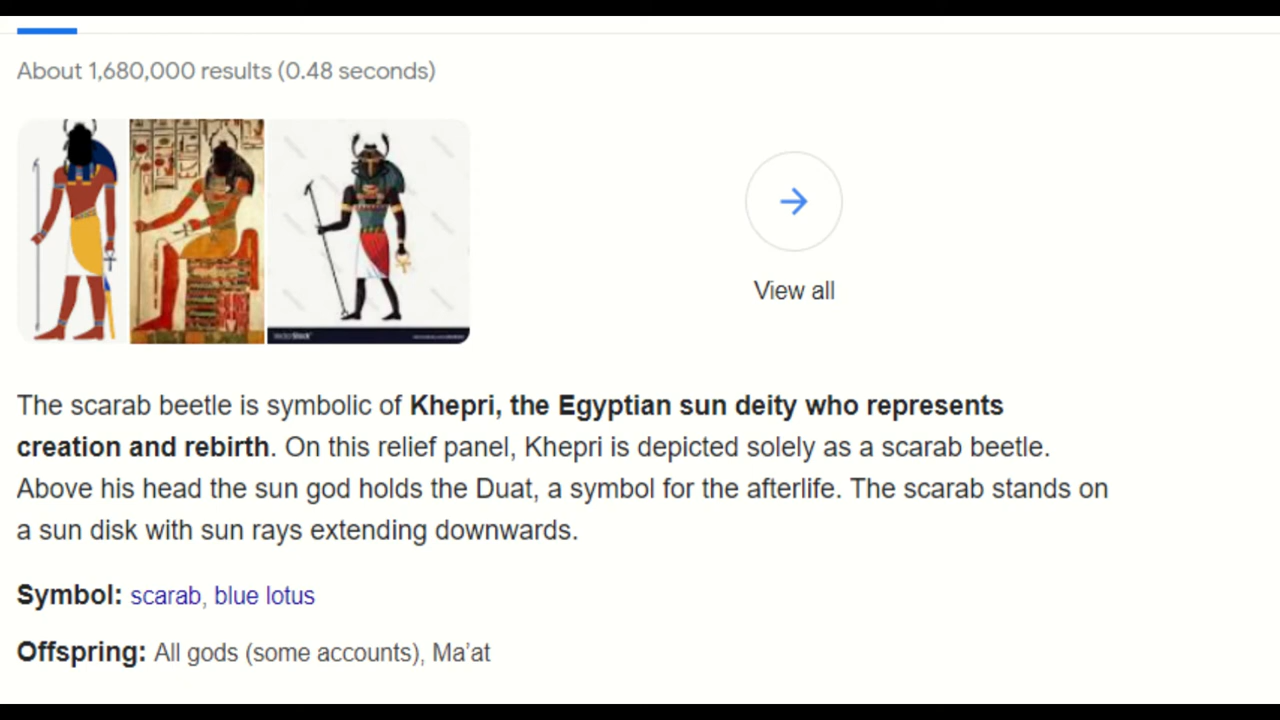 About 1,680,000 results (0.48 seconds)
View all
The scarab beetle is symbolic of Khepri, the Egyptian sun deity who represents
creation and rebirth. On this relief panel, Khepri is depicted solely as a scarab beetle.
Above his head the sun god holds the Duat, a symbol for the afterlife. The scarab stands on
a sun disk with sun rays extending downwards.
Symbol: scarab, blue lotus
Offspring: All gods (some accounts), Ma’at